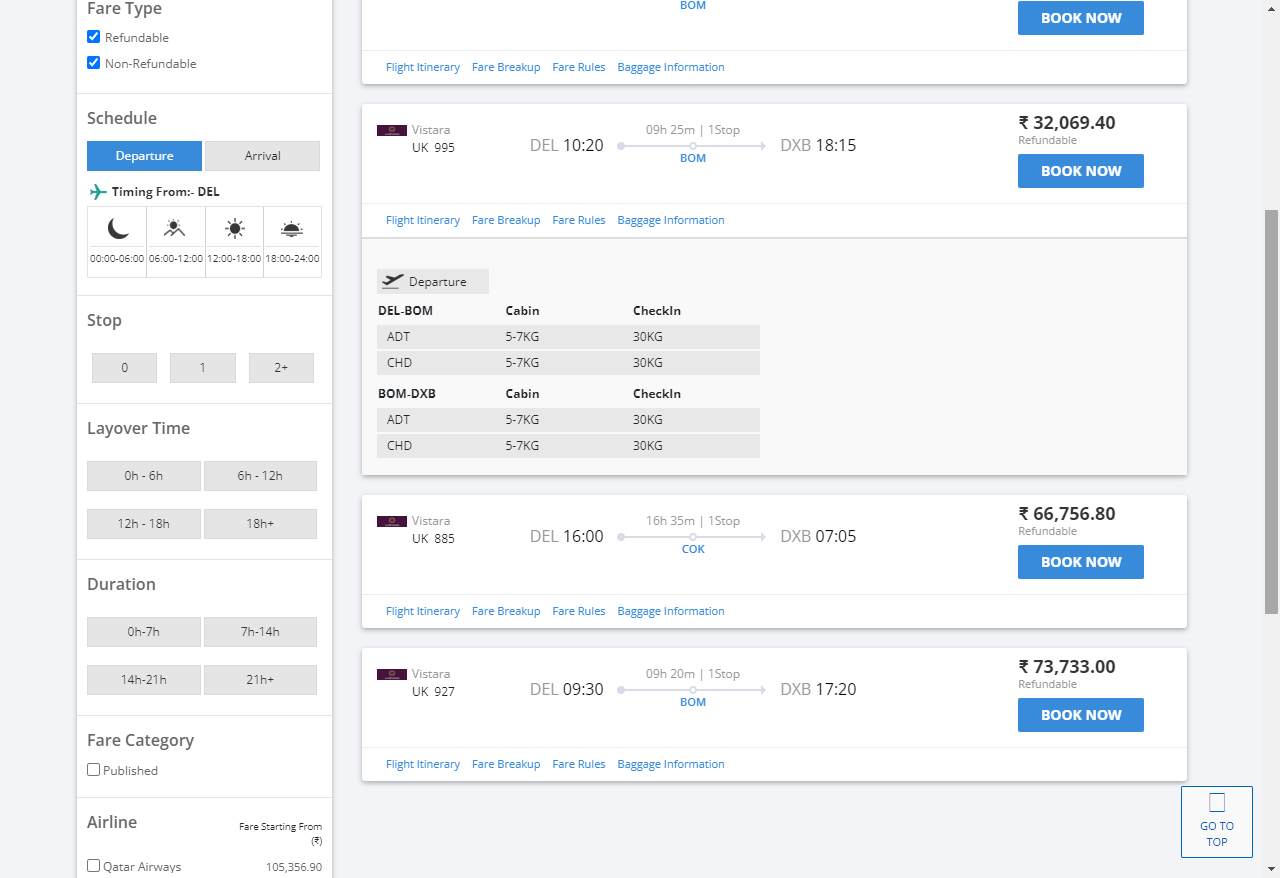 Fare Type
Refundable
Non-Refundable
Schedule
Departure Arrival
Timing From:- DEL
00:00-06:00 06:00-12:00 12:00-18:00 18:00-24:00
Stop
0 1 2+
Layover Time
0h - 6h 6h - 12h
12h - 18h 18h+
Duration
0h-7h 7h-14h
14h-21h 21h+
Fare Category
Published
Airline Fare Starting From
(₹)
Qatar Airways 105,356.90
BOM
BOOK NOW
Flight Itinerary Fare Breakup Fare Rules Baggage Information
Vistara
UK 995
DEL 10:20
09h 25m | 1Stop
BOM
DXB 18:15
₹ 32,069.40
Refundable
BOOK NOW
Flight Itinerary Fare Breakup Fare Rules Baggage Information
Departure
DEL-BOM Cabin CheckIn
ADT 5-7KG 30KG
CHD 5-7KG 30KG
BOM-DXB Cabin CheckIn
ADT 5-7KG 30KG
CHD 5-7KG 30KG
Vistara
UK 885
DEL 16:00
16h 35m | 1Stop
COK
DXB 07:05
₹ 66,756.80
Refundable
BOOK NOW
Flight Itinerary Fare Breakup Fare Rules Baggage Information
Vistara
UK 927
DEL 09:30
09h 20m | 1Stop
BOM
DXB 17:20
₹ 73,733.00
Refundable
BOOK NOW
Flight Itinerary Fare Breakup Fare Rules Baggage Information
GO TO
TOP